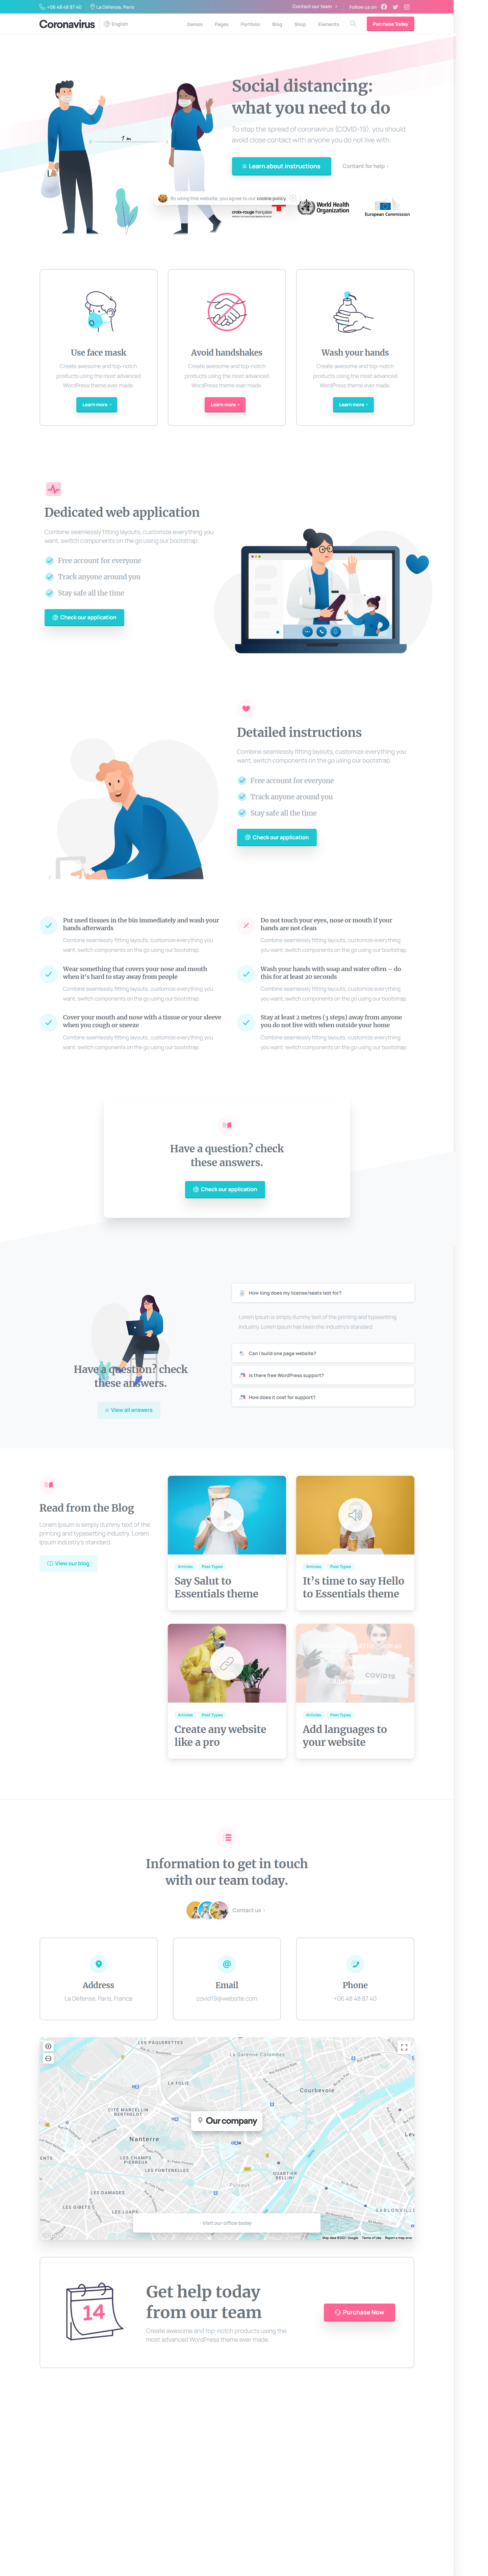 +06 48 48 87 40
La Défense, Paris
Contact our team >
Follow us on
Coronavirus
English
Demos
Pages
Portfolio
Blog
Shop
Elements
Purchase Today
Social distancing:
what you need to do
To stop the spread of coronavirus (COVID-19), you should
avoid close contact with anyone you do not live with.
1 m
Learn about instructions
Contant for help
By using this website, you agree to our cookie policy.
croix-rouge française
World Health
Organization
European Commission
Use face mask
Create awesome and top-notch
products using the most advanced
WordPress theme ever made.
Learn more
Avoid handshakes
Create awesome and top-notch
products using the most advanced
WordPress theme ever made.
Learn more
Wash your hands
Create awesome and top-notch
products using the most advanced
WordPress theme ever made.
Learn more
Dedicated web application
Combine seamlessly fitting layouts, customize everything you
want, switch components on the go using our bootstrap.
Free account for everyone
Track anyone around you
Stay safe all the time
Check our application
Detailed instructions
Combine seamlessly fitting layouts, customize everything you
want, switch components on the go using our bootstrap.
Free account for everyone
Track anyone around you
Stay safe all the time
Check our application
Put used tissues in the bin immediately and wash your
hands afterwards
Combine seamlessly fitting layouts, customize everything you
want, switch components on the go using our bootstrap.
Do not touch your eyes, nose or mouth if your
hands are not clean
Combine seamlessly fitting layouts, customize everything
you want, switch components on the go using our bootstrap.
Wear something that covers your nose and mouth
when it's hard to stay away from people
Combine seamlessly fitting layouts, customize everything you
want, switch components on the go using our bootstrap.
Wash your hands with soap and water often – do
this for at least 20 seconds
Combine seamlessly fitting layouts, customize everything
you want, switch components on the go using our bootstrap.
Cover your mouth and nose with a tissue or your sleeve
when you cough or sneeze
Combine seamlessly fitting layouts, customize everything you
want, switch components on the go using our bootstrap.
Stay at least 2 metres (3 steps) away from anyone
you do not live with when outside your home
Combine seamlessly fitting layouts, customize everything
you want, switch components on the go using our bootstrap.
Have a question? check
these answers.
Check our application
Have a question? check
these answers.
View all answers
How long does my license/seats last for?
Lorem Ipsum is simply dummy text of the printing and typesetting
industry. Lorem Ipsum has been the industry's standard.
Can I build one page website?
Is there free WordPress support?
How does it cost for support?
Read from the Blog
Lorem Ipsum is simply dummy text of the
printing and typesetting industry. Lorem
Ipsum industry's standard.
View our blog
Articles
Post Types
Say Salut to
Essentials theme
Articles
Post Types
It's time to say Hello
to Essentials theme
Articles
Post Types
Create any website
like a pro
COVID19
Articles
Post Types
Add languages to
your website
Information to get in touch
with our team today.
Contact us
Address
La Défense, Paris, France
Email
covid19@website.com
Phone
+06 48 48 87 40
LES PÂQUERETTES
La Garenne Colombes
LA FOLIE
Courbevoie
CITÉ MARCELLIN
BERTHELOT
Our company
Nanterre
LES CHAMPS
PIERREUX
LES FONTENELLES
QUARTIER
BELLINI
Puteaux
LES DAMADES
LES GIBETS
SABLONVILLE
Visit our office today
Map data ©2021 Google
Terms of Use
Report a map error
14
Get help today
from our team
Create awesome and top-notch products using the
most advanced WordPress theme ever made.
Purchase Now